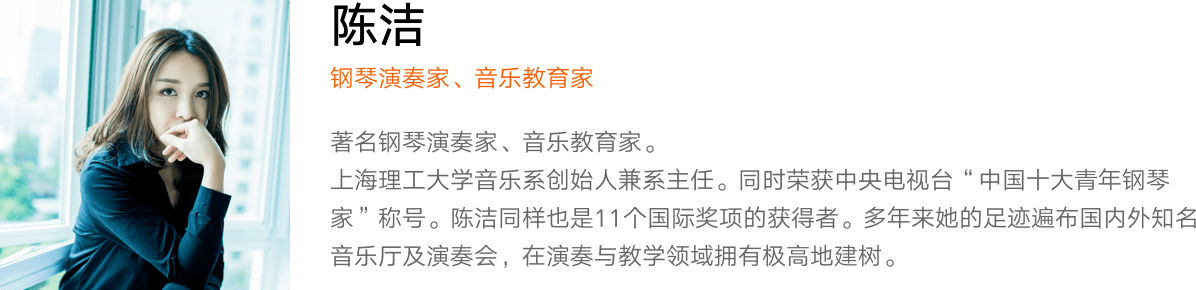 陈洁
钢琴演奏家、音乐教育家
著名钢琴演奏家、音乐教育家。
上海理工大学音乐系创始人兼系主任。同时荣获中央电视台“中国十大青年钢琴
家”称号。陈洁同样也是11个国际奖项的获得者。多年来她的足迹遍布国内外知名
音乐厅及演奏会，在演奏与教学领域拥有极高地建树。